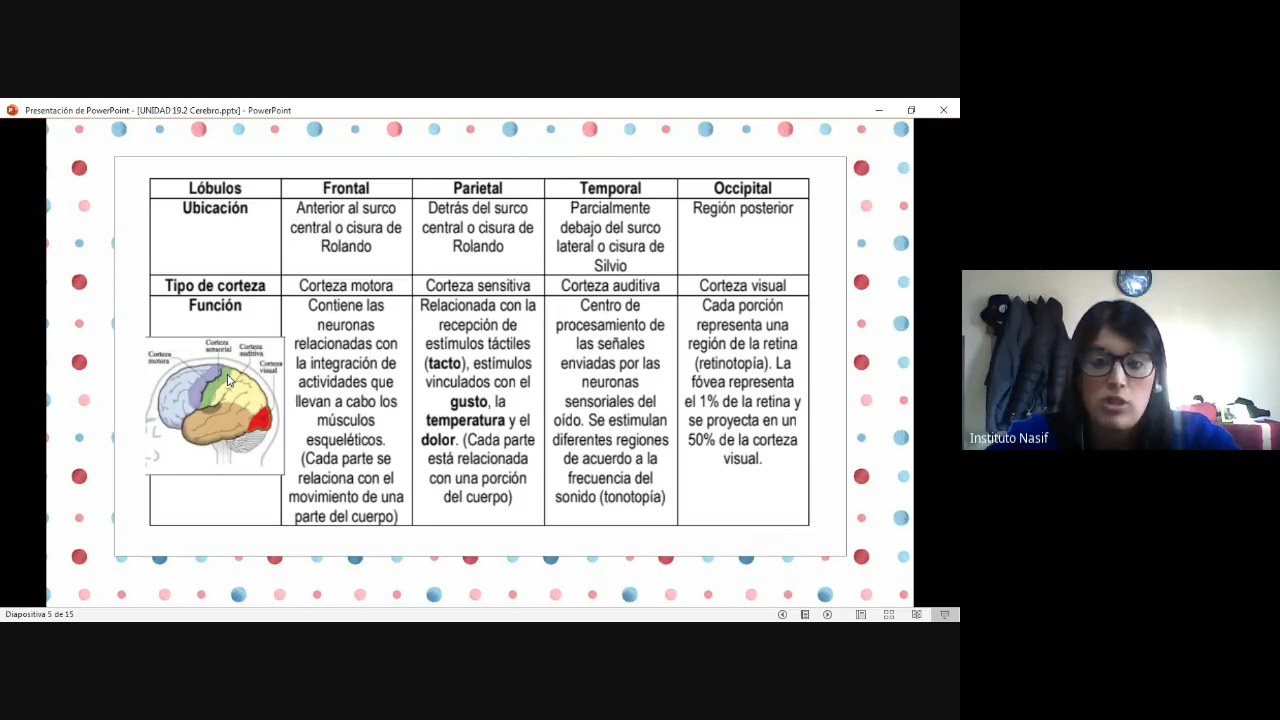 Presentación de PowerPoint - [UNIDAD 19.2 Cerebro.pptx] - PowerPoint
Lóbulos
Frontal
Parietal
Temporal
Occipital
Ubicación
Anterior al surco
central o cisura de
Rolando
Detrás del surco
central o cisura de
Rolando
Parcialmente
debajo del surco
lateral o cisura de
Silvio
Región posterior
Tipo de corteza
Corteza motora
Corteza sensitiva
Corteza auditiva
Corteza visual
Función
Corteza
motora
Corteza
sensorial
Corteza
auditiva
Corteza
visual
Contiene las
neuronas
relacionadas con
la integración de
actividades que
llevan a cabo los
músculos
esqueléticos.
(Cada parte se
relaciona con el
movimiento de una
parte del cuerpo)
Relacionada con la
recepción de
estímulos táctiles
(tacto), estímulos
vinculados con el
gusto, la
temperatura y el
dolor. (Cada parte
está relacionada
con una porción
del cuerpo)
Centro de
procesamiento de
las señales
enviadas por las
neuronas
sensoriales del
oído. Se estimulan
diferentes regiones
de acuerdo a la
frecuencia del
sonido (tonotopía)
Cada porción
representa una
región de la retina
(retinotopía). La
fóvea representa
el 1% de la retina y
se proyecta en un
50% de la corteza
visual.
Instituto Nasif
Diapositiva 5 de 15